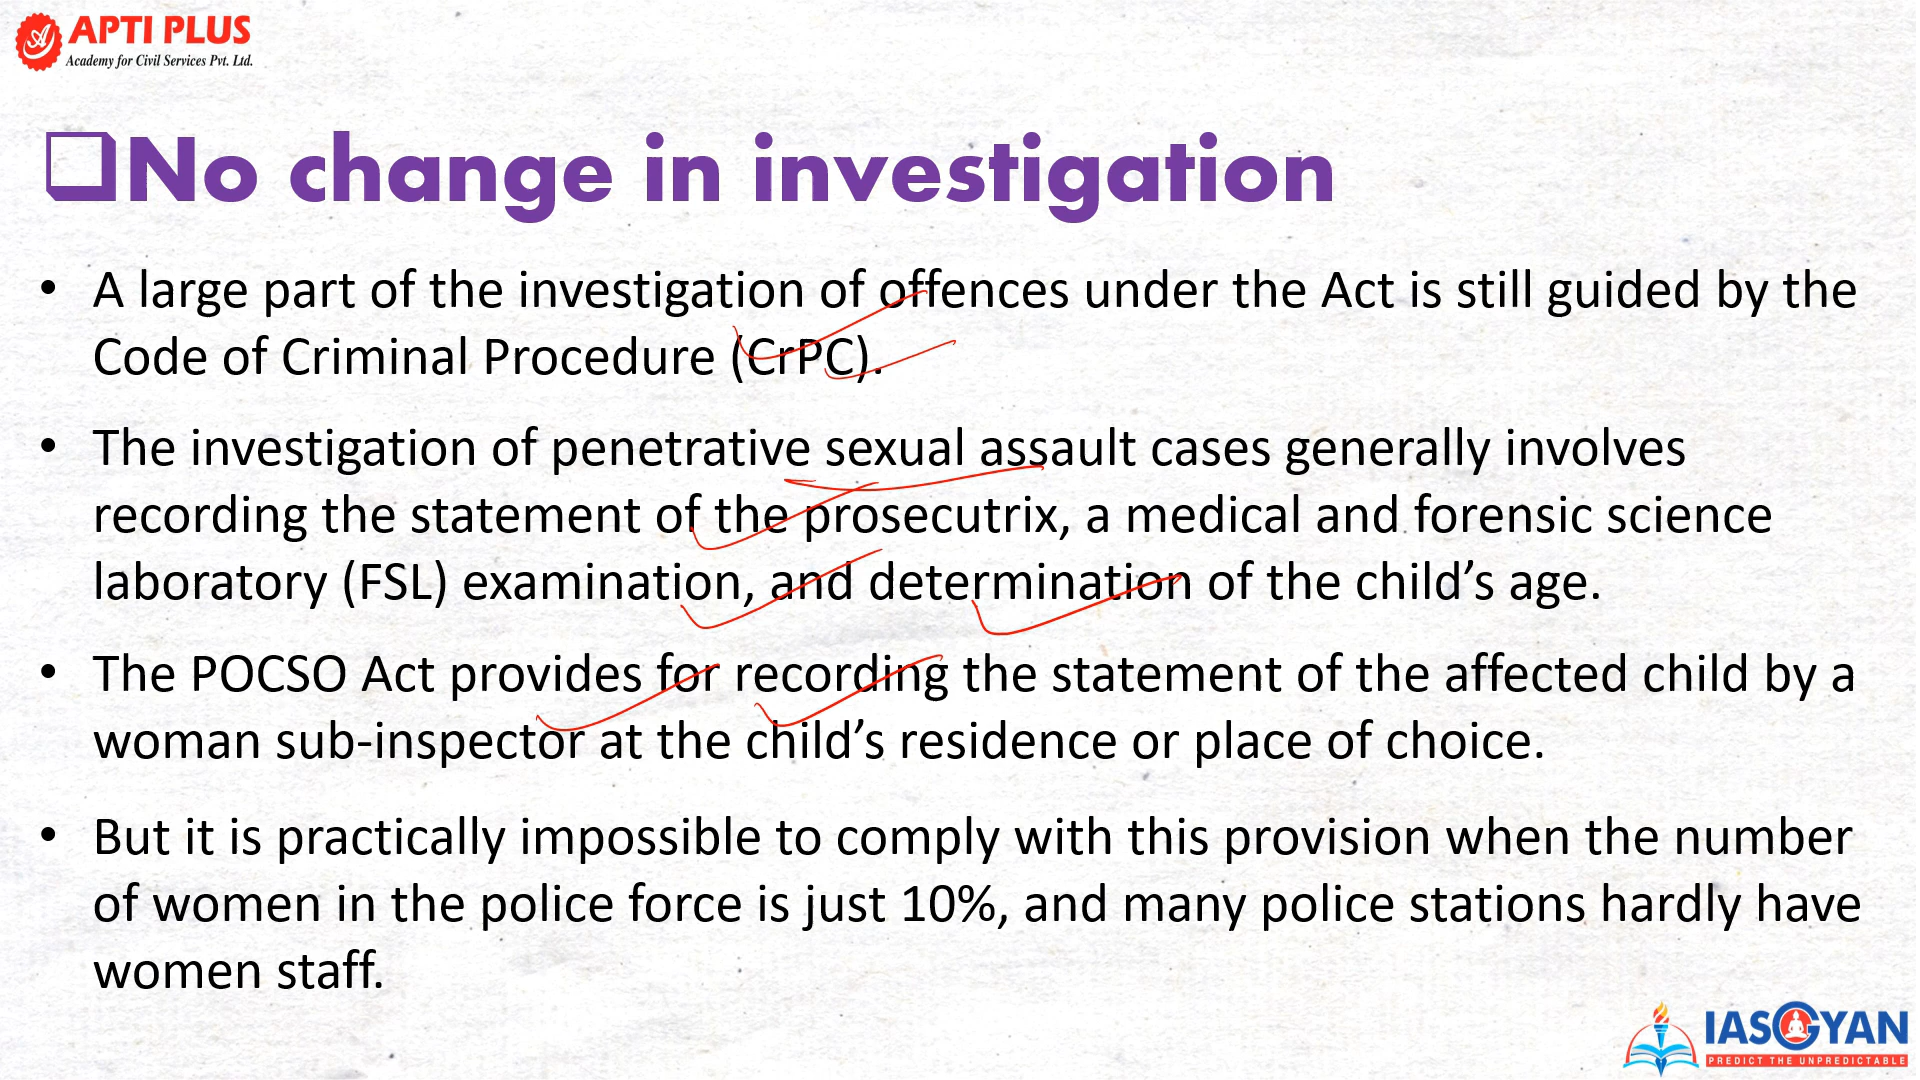 APTI PLUS
Academy for Civil Services Pvt. Ltd.
No change in investigation
• A large part of the investigation of offences under the Act is still guided by the
Code of Criminal Procedure (CrPC).
• The investigation of penetrative sexual assault cases generally involves
recording the statement of the prosecutrix, a medical and forensic science
laboratory (FSL) examination, and determination of the child’s age.
• The POCSO Act provides for recording the statement of the affected child by a
woman sub-inspector at the child’s residence or place of choice.
• But it is practically impossible to comply with this provision when the number
of women in the police force is just 10%, and many police stations hardly have
women staff.
IASGYAN
PREDICT THE UNPREDICTABLE